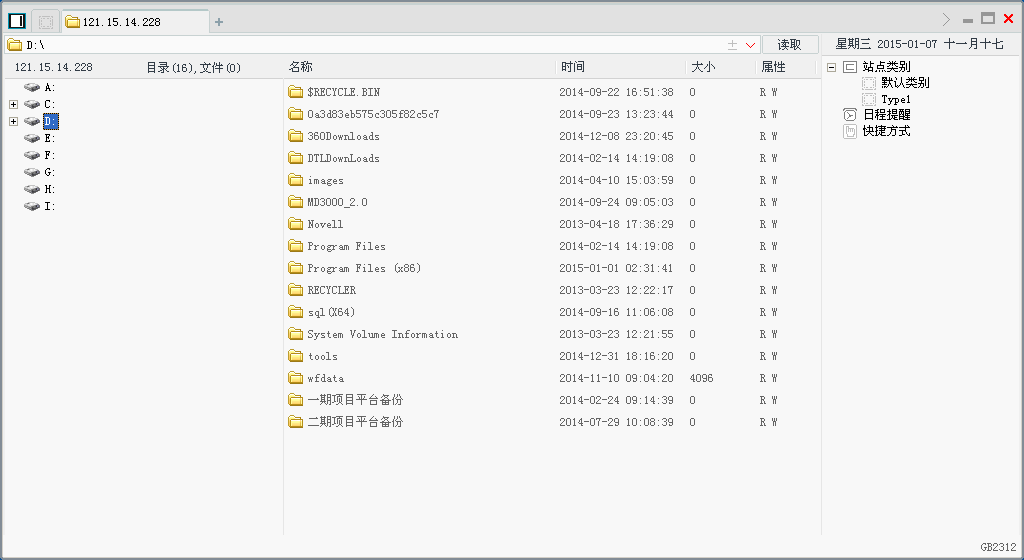 121.15.14.228
D:\ 读取 星期三 2015-01-07 十一月十七
121.15.14.228 目录(16),文件(0) 名称 时间 大小 属性
A:
C:
D:
E:
F:
G:
H:
I:
$RECYCLE.BIN 2014-09-22 16:51:38 0 R W
0a3d83eb575c305f82c5c7 2014-09-23 13:23:44 0 R W
360Downloads 2014-12-08 23:20:45 0 R W
DTLDownLoads 2014-02-14 14:19:08 0 R W
images 2014-04-10 15:03:59 0 R W
MD3000_2.0 2014-09-24 09:05:03 0 R W
Novell 2013-04-18 17:36:29 0 R W
Program Files 2014-02-14 14:19:08 0 R W
Program Files (x86) 2015-01-01 02:31:41 0 R W
RECYCLER 2013-03-23 12:22:17 0 R W
sql(X64) 2014-09-16 11:06:08 0 R W
System Volume Information 2013-03-23 12:21:55 0 R W
tools 2014-12-31 18:16:20 0 R W
wfdata 2014-11-10 09:04:20 4096 R W
一期项目平台备份 2014-02-24 09:14:39 0 R W
二期项目平台备份 2014-07-29 10:08:39 0 R W
站点类别
默认类别
Type1
日程提醒
快捷方式
GB2312